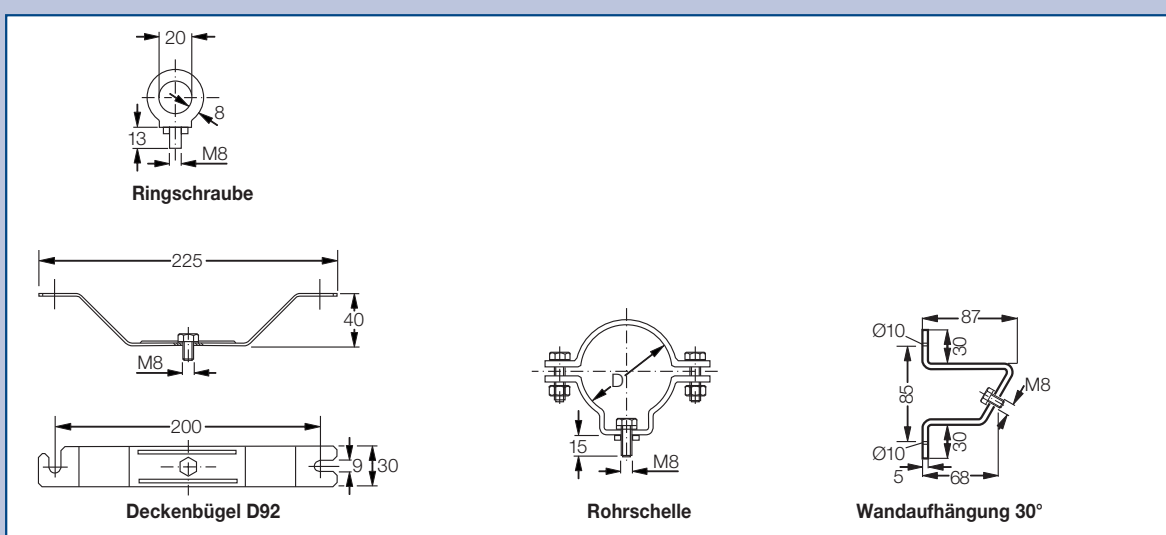 20
8
13
M8
Ringschraube
225
40
M8
200
9
30
Deckenbügel D92
D
15
M8
Rohrschelle
87
Ø10
30
M8
85
Ø10
30
5
68
Wandaufhängung 30°